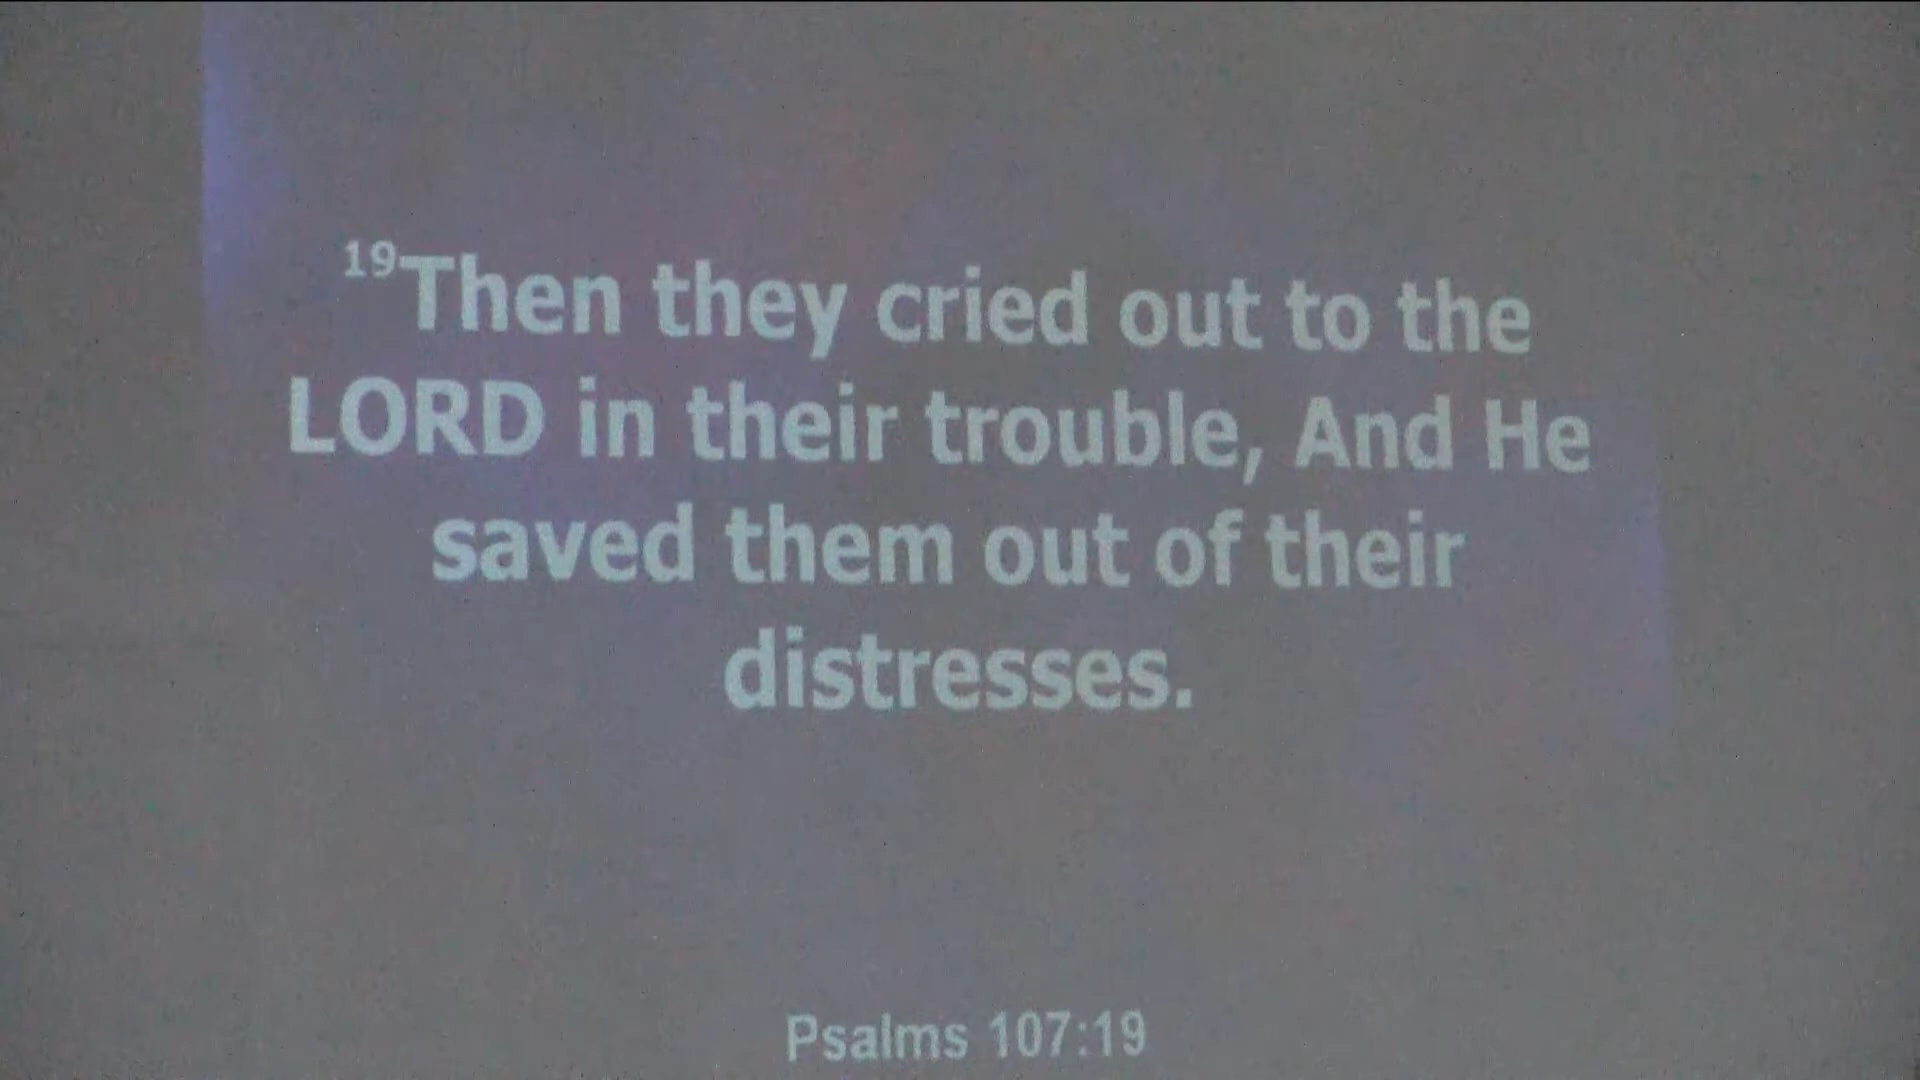 19Then they cried out to the
LORD in their trouble, And He
saved them out of their
distresses.
Psalms 107:19